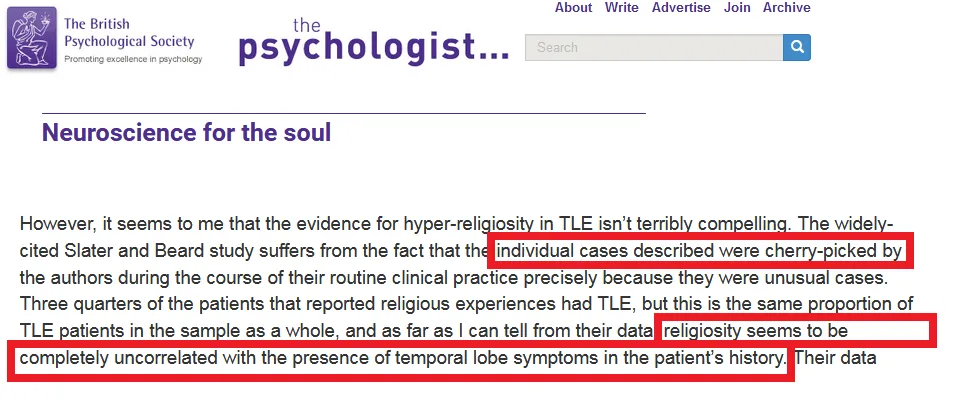 The British
Psychological Society
Promoting excellence in psychology
the
psychologist...
About Write Advertise Join Archive
Search
Neuroscience for the soul
However, it seems to me that the evidence for hyper-religiosity in TLE isn't terribly compelling. The widely-
cited Slater and Beard study suffers from the fact that the individual cases described were cherry-picked by
the authors during the course of their routine clinical practice precisely because they were unusual cases.
Three quarters of the patients that reported religious experiences had TLE, but this is the same proportion of
TLE patients in the sample as a whole, and as far as I can tell from their data religiosity seems to be
completely uncorrelated with the presence of temporal lobe symptoms in the patient's history. Their data